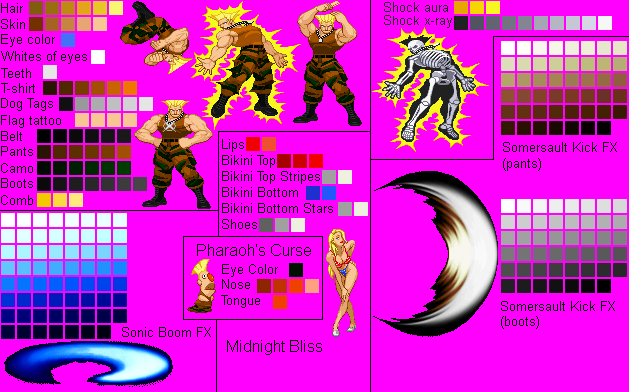 Hair
Skin
Eye color
Whites of eyes
Teeth
T-shirt
Dog Tags
Flag tattoo
Belt
Pants
Camo
Boots
Comb
Shock aura
Shock x-ray
Somersault Kick FX
(pants)
Lips
Bikini Top
Bikini Top Stripes
Bikini Bottom
Bikini Bottom Stars
Shoes
Pharaoh's Curse
Eye Color
Nose
Tongue
Midnight Bliss
Sonic Boom FX
Somersault Kick FX
(boots)